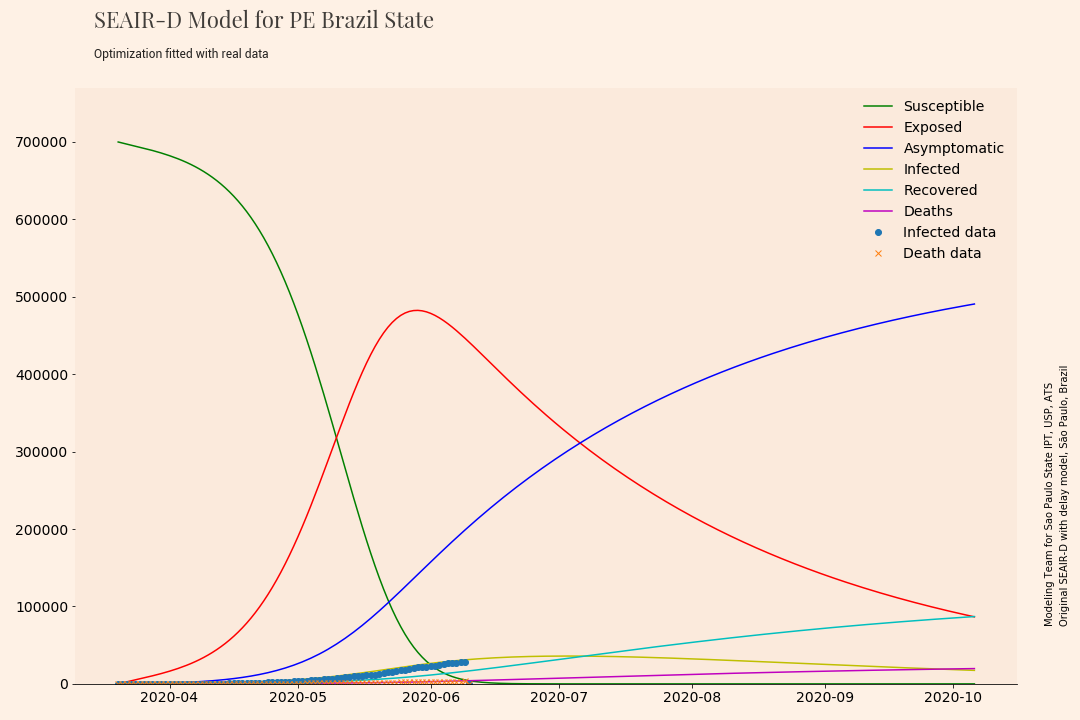 SEAIR-D Model for PE Brazil State
Optimization fitted with real data
Susceptible
Exposed
Asymptomatic
Infected
Recovered
Deaths
Infected data
Death data
700000
600000
500000
400000
300000
200000
100000
0
2020-04
2020-05
2020-06
2020-07
2020-08
2020-09
2020-10
Modeling Team for Sao Paulo State IPT, USP, ATS
Original SEAIR-D with delay model, São Paulo, Brazil